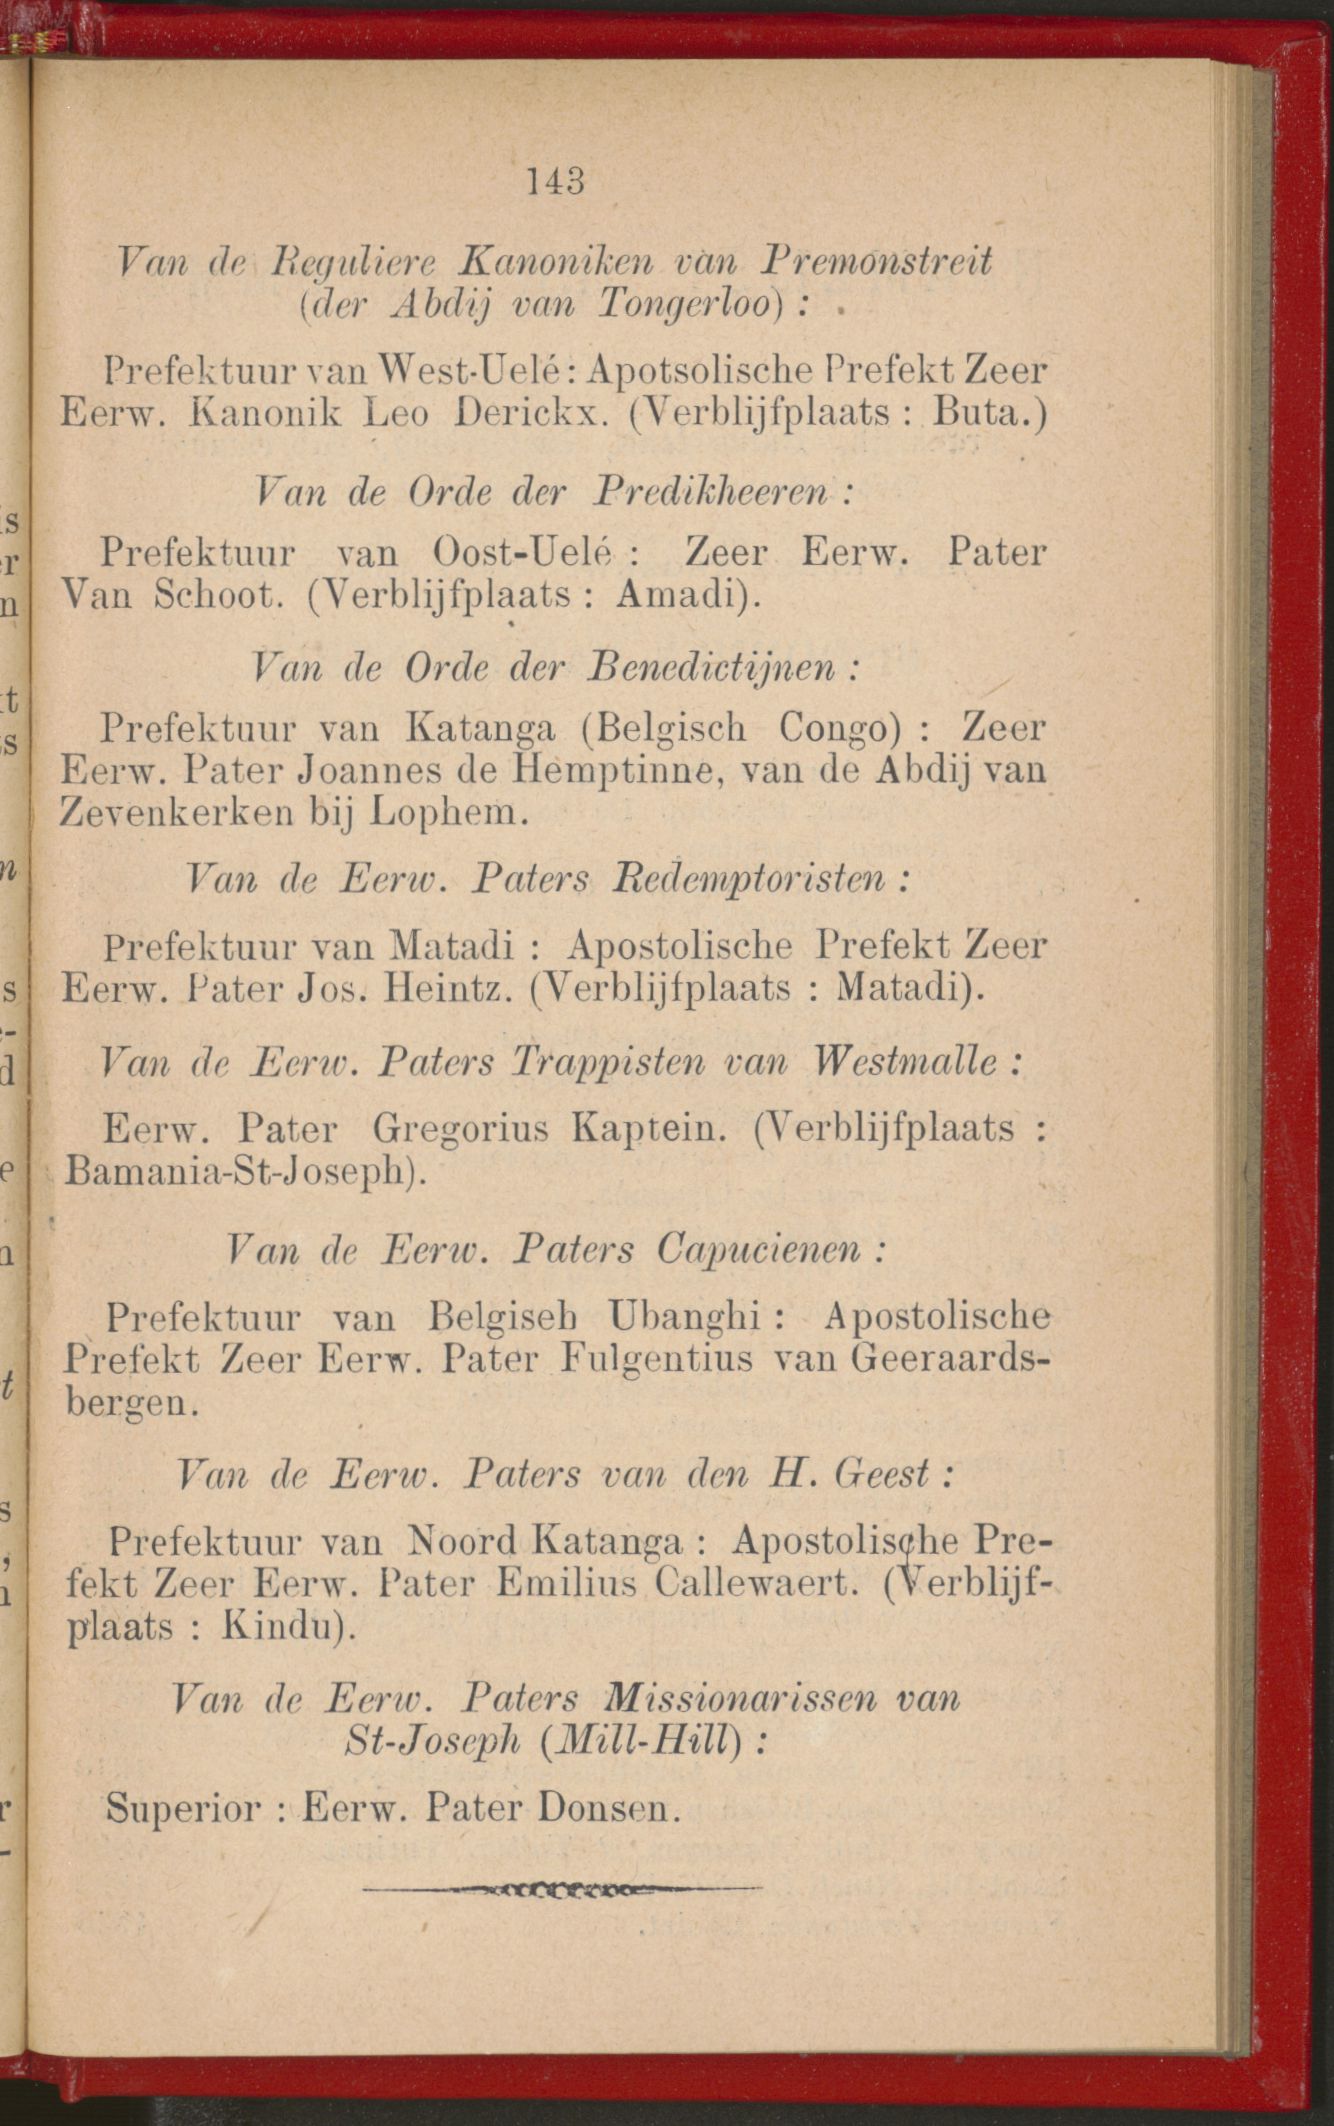 143
Van de Reguliere Kanoniken van Premonstreit
(der Abdij van Tongerloo) :
Prefektuur van West-Uelé : Apotsolische Prefekt Zeer
Eerw. Kanonik Leo Derickx. (Verblijfplaats : Buta.)
Van de Orde der Predikheeren :
Prefektuur van Oost-Uelé : Zeer Eerw. Pater
Van Schoot. (Verblijfplaats : Amadi).
Van de Orde der Benedictijnen :
Prefektuur van Katanga (Belgisch Congo) : Zeer
Eerw. Pater Joannes de Hemptinne, van de Abdij van
Zevenkerken bij Lophem.
Van de Eerw. Paters Redemptoristen :
Prefektuur van Matadi : Apostolische Prefekt Zeer
Eerw. Pater Jos. Heintz. (Verblijfplaats : Matadi).
Van de Eerw. Paters Trappisten van Westmalle :
Eerw. Pater Gregorius Kaptein. (Verblijfplaats :
Bamania-St-Joseph).
Van de Eerw. Paters Capucienen :
Prefektuur van Belgiseh Ubanghi : Apostolische
Prefekt Zeer Eerw. Pater Fulgentius van Geeraards-
bergen.
Van de Eerw. Paters van den H. Geest :
Prefektuur van Noord Katanga : Apostolische Pre-
fekt Zeer Eerw. Pater Emilius Callewaert. (Verblijf-
plaats : Kindu).
Van de Eerw. Paters Missionarissen van
St-Joseph (Mill-Hill) :
Superior : Eerw. Pater Donsen.